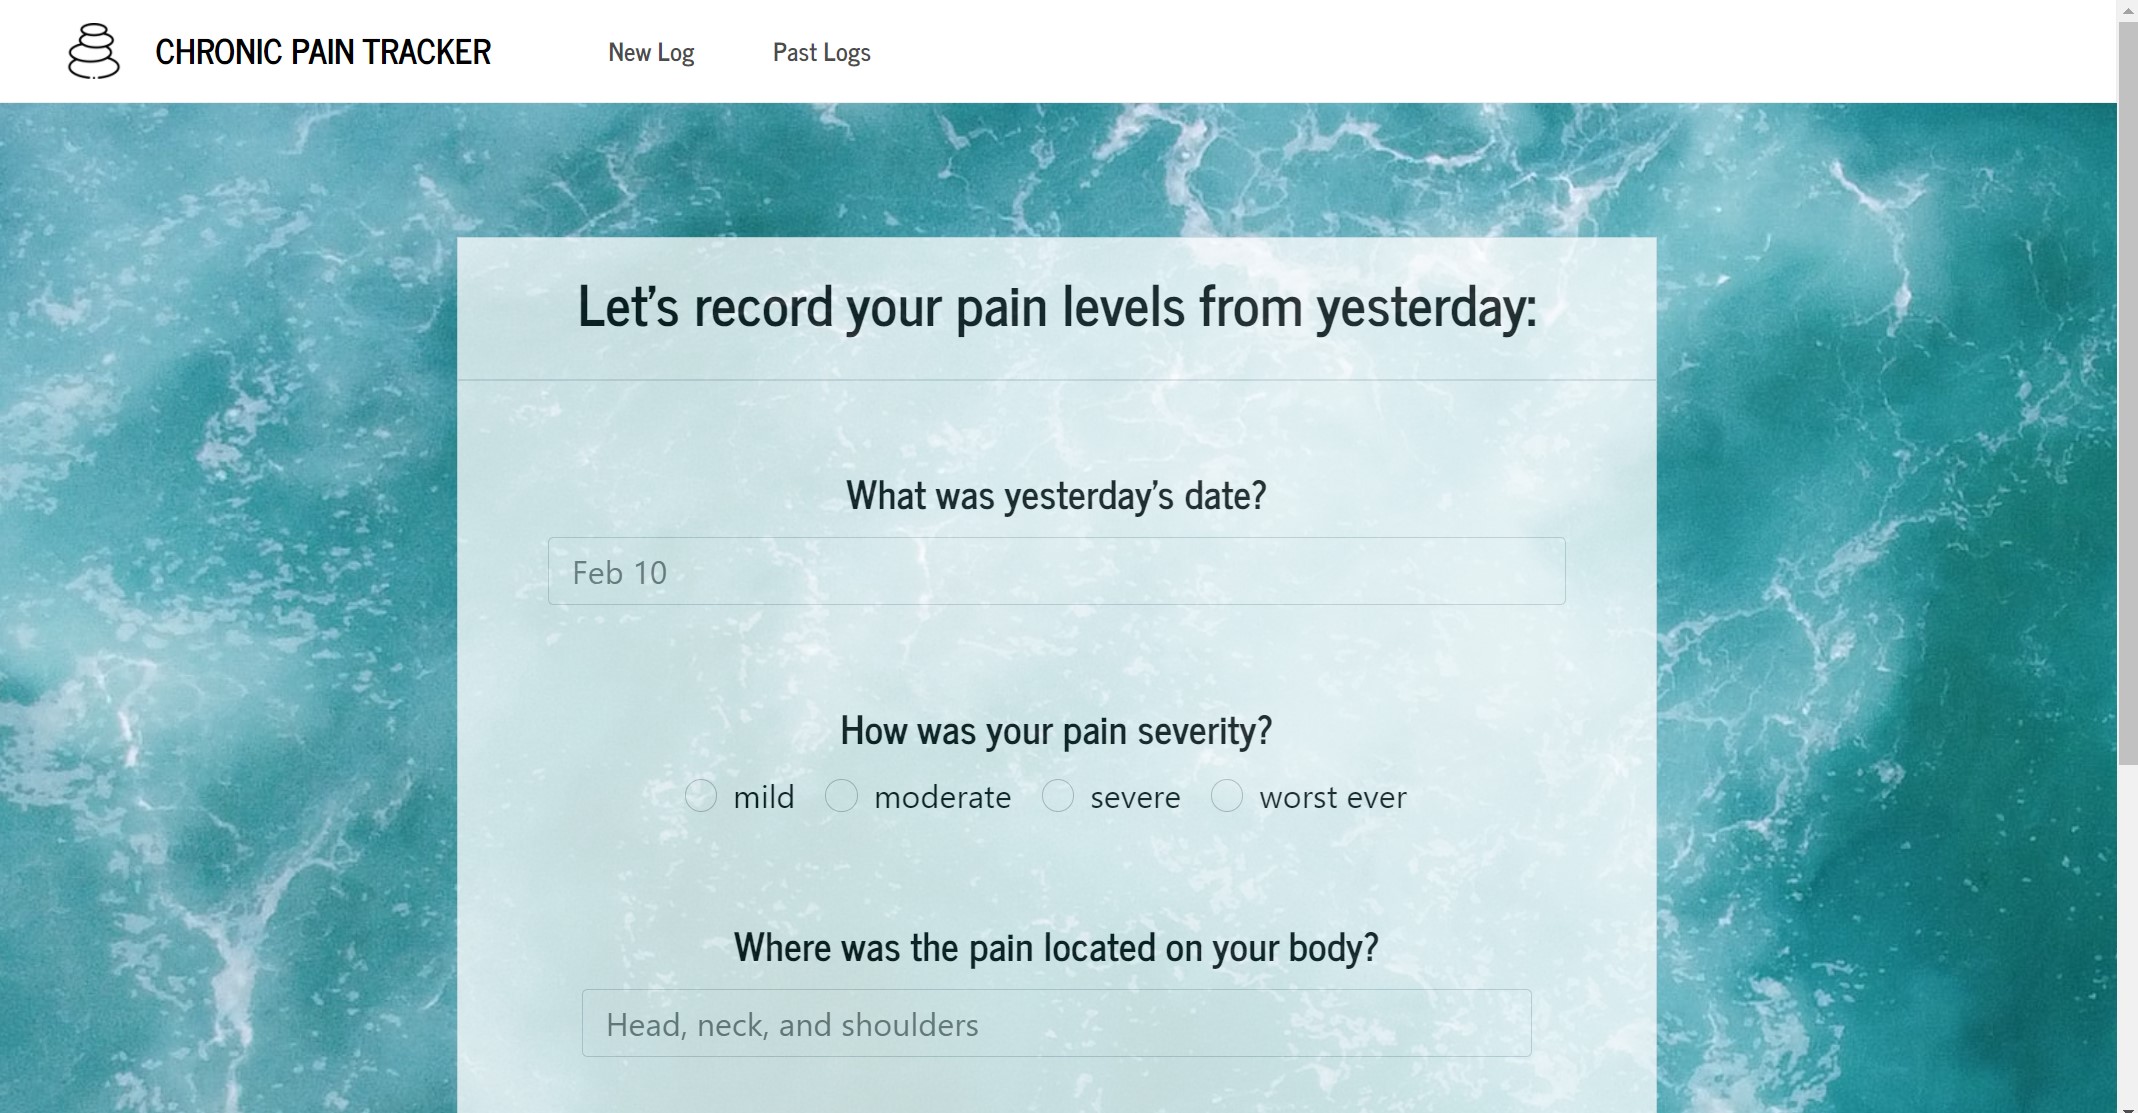 CHRONIC PAIN TRACKER New Log Past Logs
Let's record your pain levels from yesterday:
What was yesterday's date?
Feb 10
How was your pain severity?
mild moderate severe worst ever
Where was the pain located on your body?
Head, neck, and shoulders